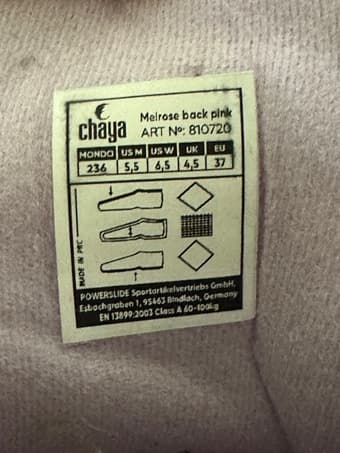 chaya
Melrose back pink
ART Nº: 810720
MONDO US M US W UK EU
236 5,5 6,5 4,5 37
MADE IN PRC
POWERSLIDE Sportartikelvertriebs GmbH,
Esbachgraben 1, 95463 Bindlach, Germany
EN 13899:2003 Class A 60-100kg